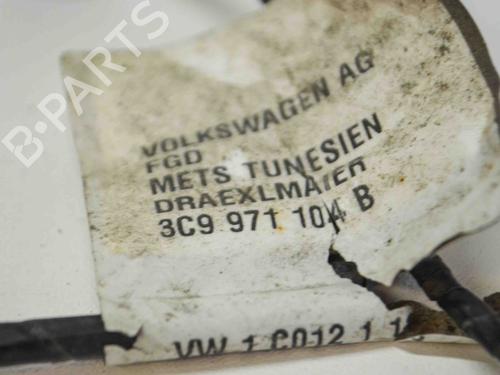 B-PARTS
VOLKSWAGEN AG
FGD
METS TUNESIEN
DRAEXLMAIER
3C9 971 104 B
VW 1 C012 1 1